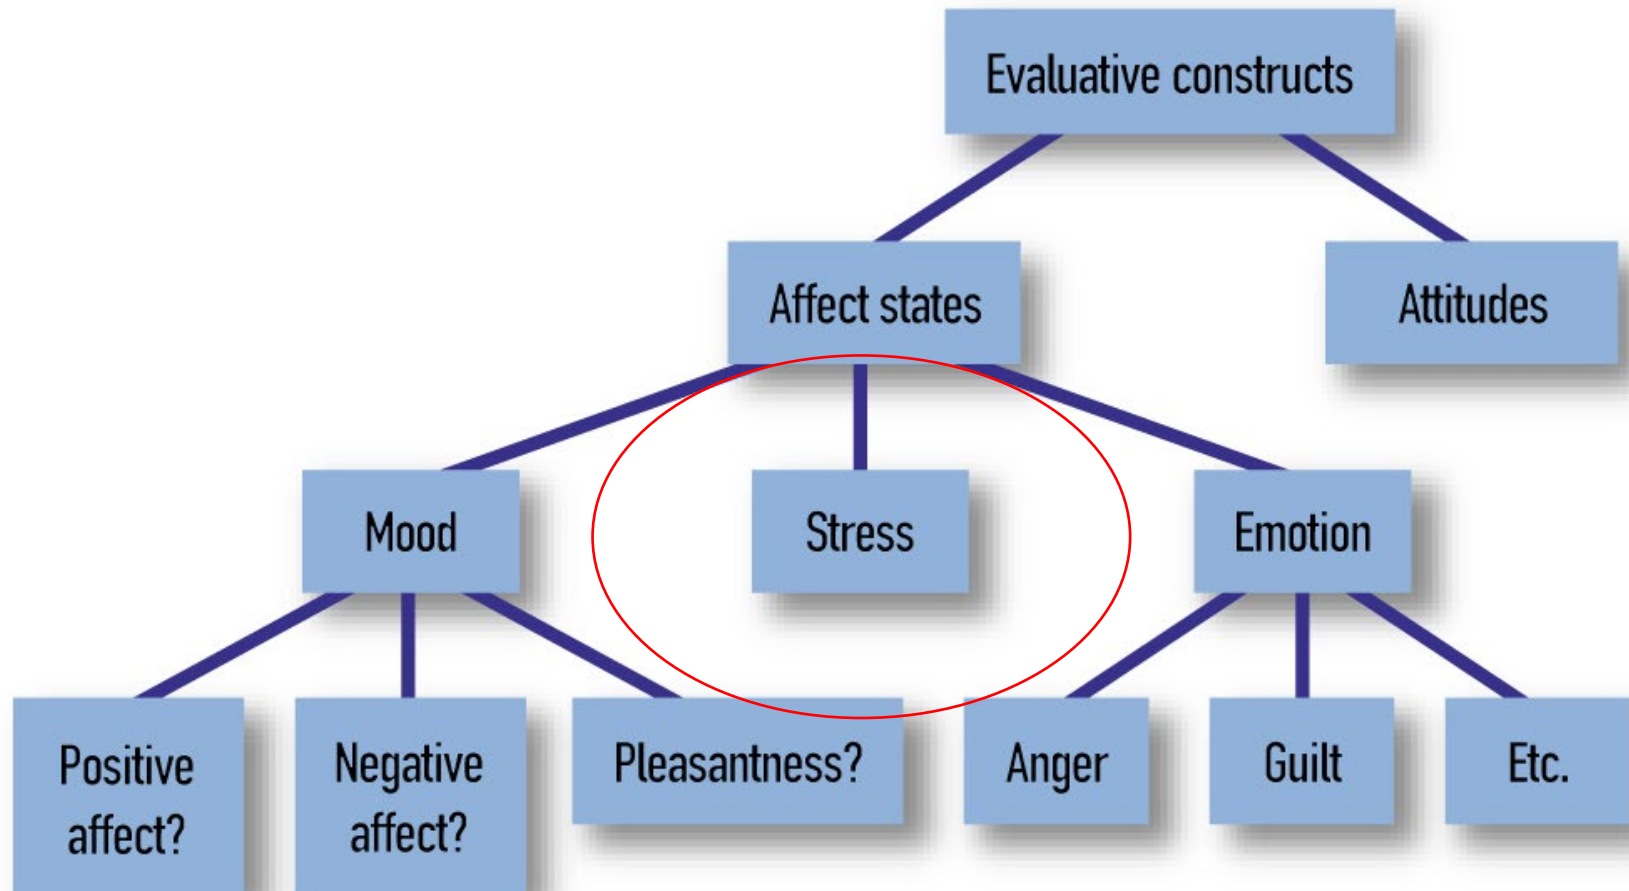 Evaluative constructs
Affect states
Attitudes
Mood
Stress
Emotion
Positive
affect?
Negative
affect?
Pleasantness?
Anger
Guilt
Etc.